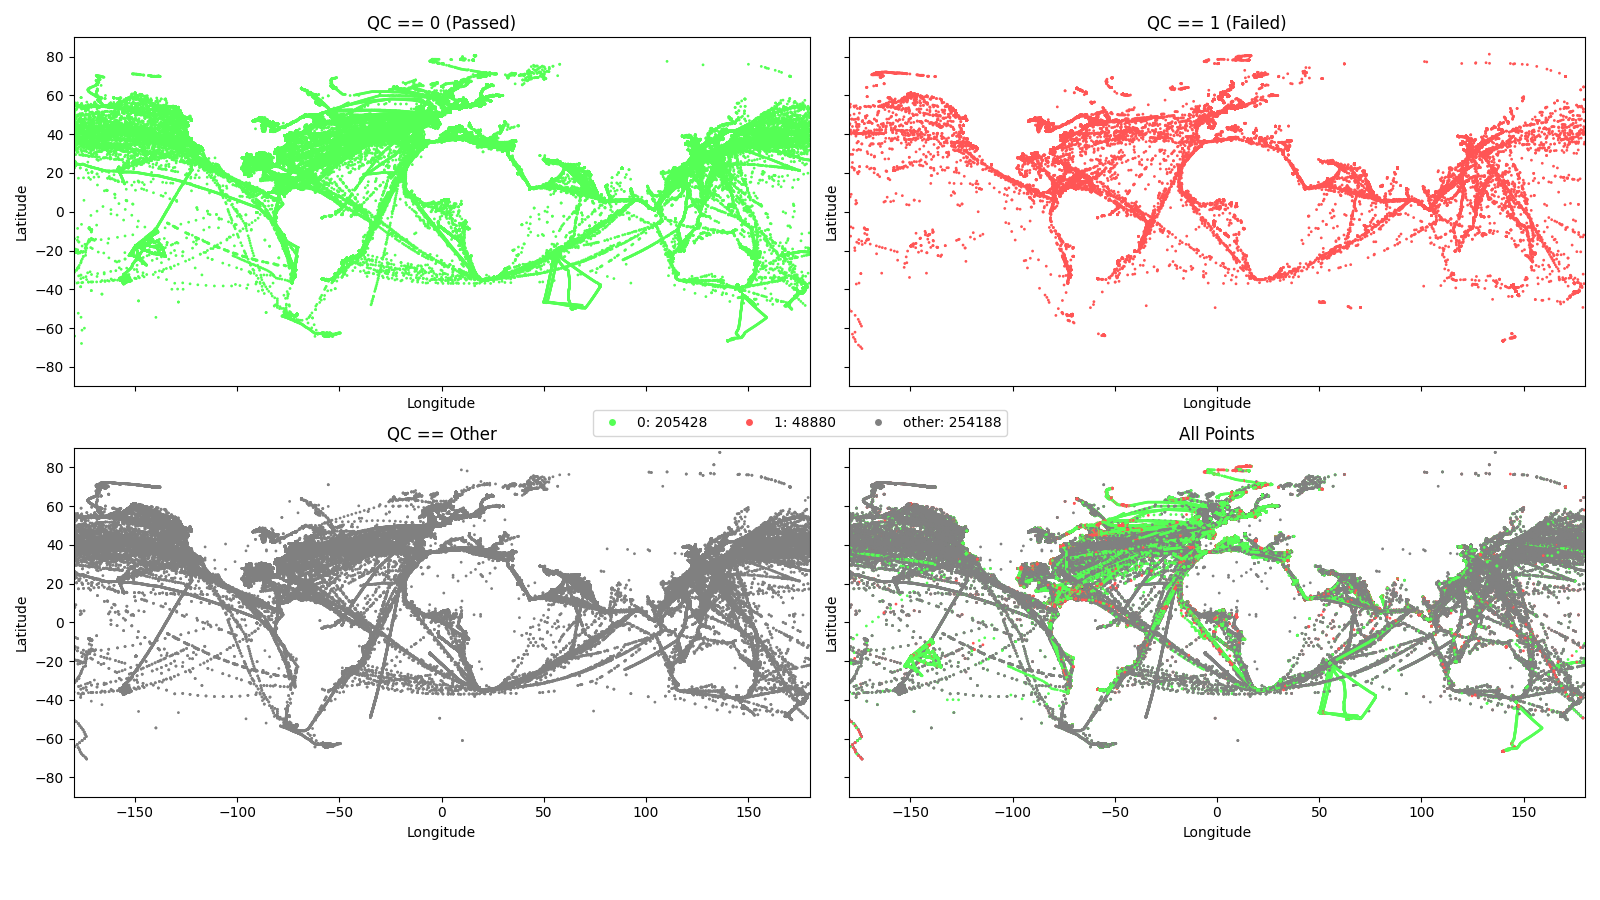 QC == 0 (Passed)
QC == 1 (Failed)
80
60
40
20
0
−20
−40
−60
−80
Latitude
Latitude
Longitude
Longitude
0: 205428
1: 48880
other: 254188
QC == Other
All Points
80
60
40
20
0
−20
−40
−60
−80
Latitude
Latitude
−150
−100
−50
0
50
100
150
−150
−100
−50
0
50
100
150
Longitude
Longitude